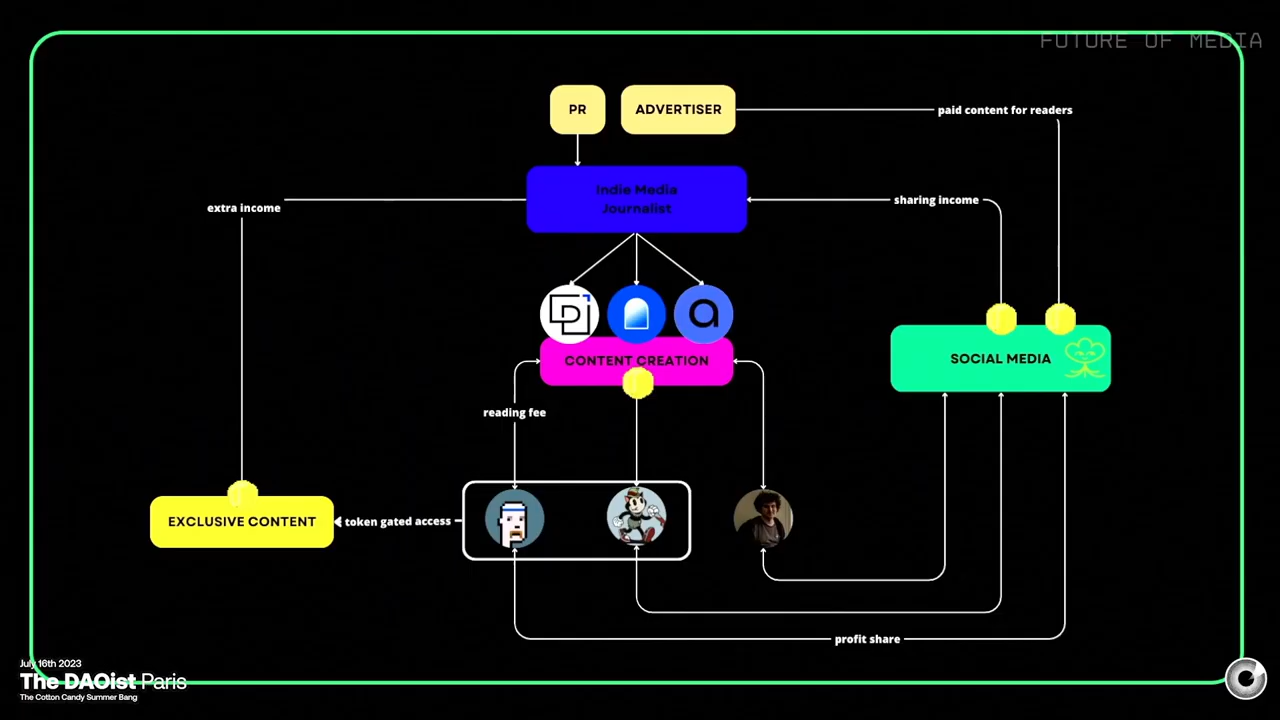 FUTURE OF MEDIA
PR
ADVERTISER
paid content for readers
Indie Media
Journalist
extra income
sharing income
CONTENT CREATION
SOCIAL MEDIA
reading fee
EXCLUSIVE CONTENT
token gated access
profit share
July 16th 2023
The DAOist Paris
The Cotton Candy Summer Bang